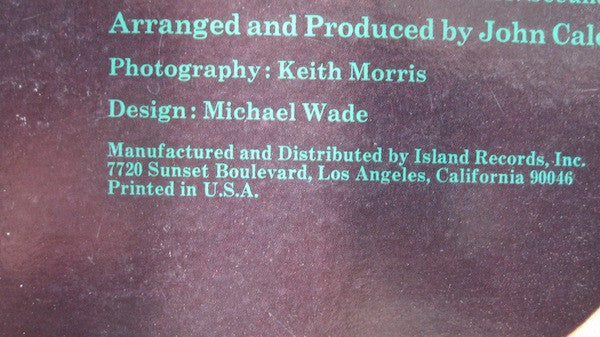 Arranged and Produced by John
Photography: Keith Morris
Design: Michael Wade
Manufactured and Distributed by Island Records, Inc.
7720 Sunset Boulevard, Los Angeles, California 90046
Printed in U.S.A.